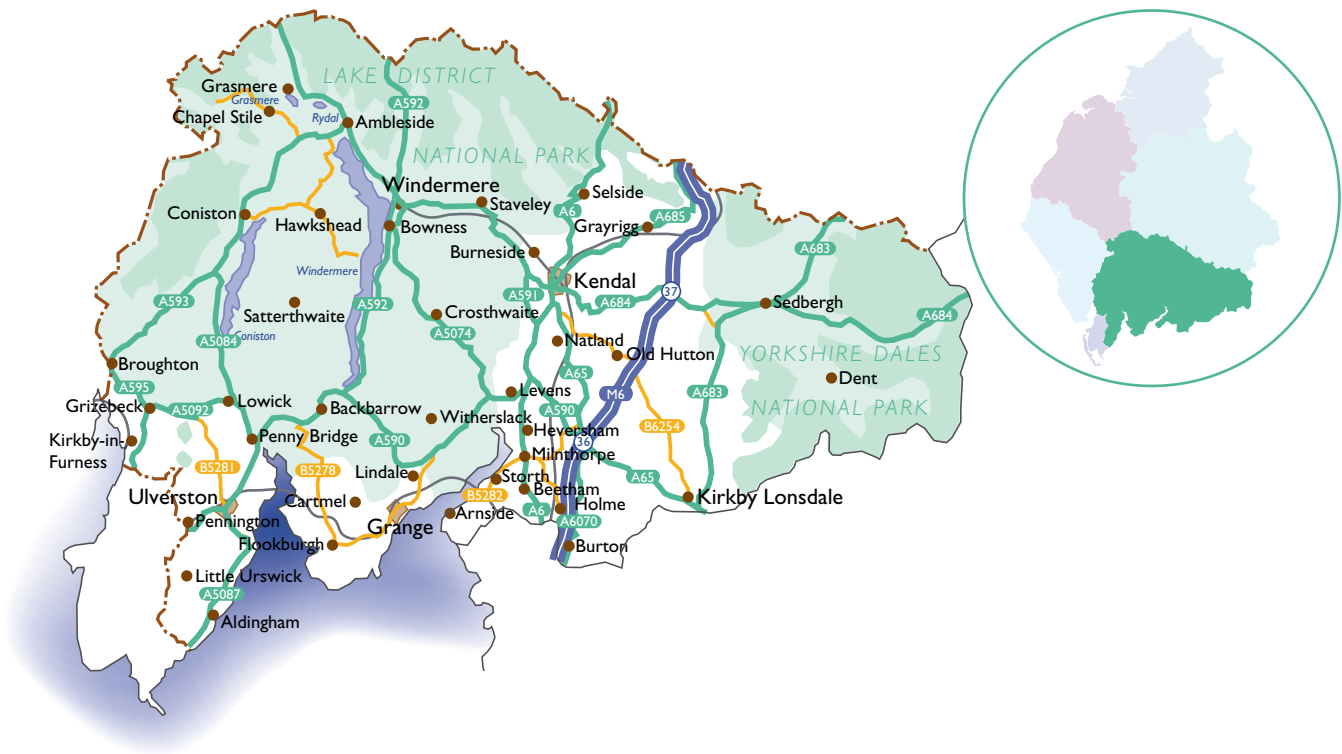 LAKE DISTRICT
Grasmere
Grasmere
A592
Chapel Stile
Rydal
Ambleside
NATIONAL PARK
Windermere
Selside
Staveley
A6
A685
Coniston
Hawkshead
Bowness
Grayrigg
A683
Burneside
Windermere
Kendal
37
A593
A592
A591
A684
Sedbergh
Satterthwaite
Crosthwaite
A684
Coniston
A5084
A5074
Natland
Old Hutton
YORKSHIRE DALES
Broughton
A65
Dent
A595
Levens
M6
A683
NATIONAL PARK
Grizebeck
A5092
Lowick
Backbarrow
Witherslack
A590
Kirkby-in-
Furness
Penny Bridge
A590
Heversham
B6254
36
Milnthorpe
B5281
B5278
Lindale
Storth
A65
Ulverston
Cartmel
B5282
Beetham
Kirkby Lonsdale
Pennington
Grange
Arnside
A6
Holme
A6070
Flookburgh
Burton
Little Urswick
A5087
Aldingham